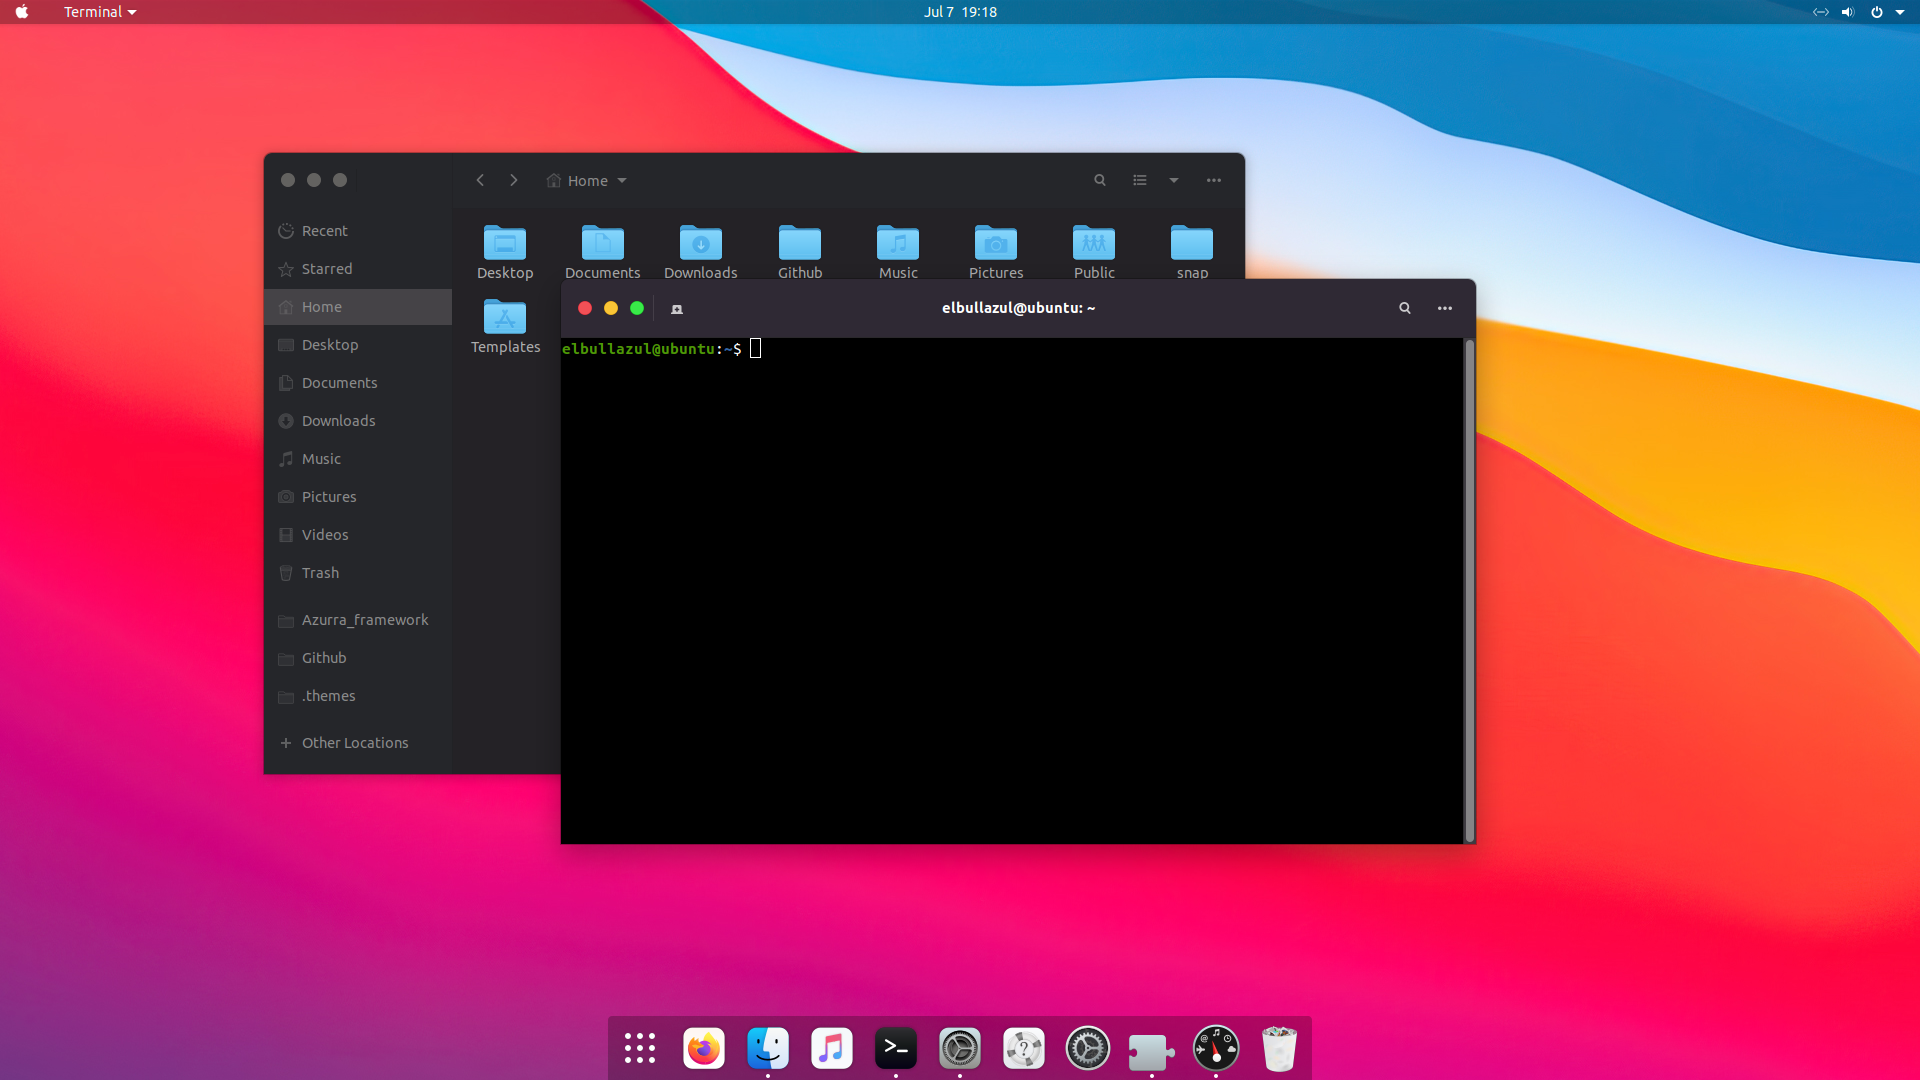 Terminal
Jul 7 19:18
Home
Recent
Starred
Home
Desktop
Documents
Downloads
Music
Pictures
Videos
Trash
Azurra_framework
Github
.themes
Other Locations
Desktop
Documents
Downloads
Github
Music
Pictures
Public
snap
Templates
elbullazul@ubuntu: ~
elbullazul@ubuntu:~$